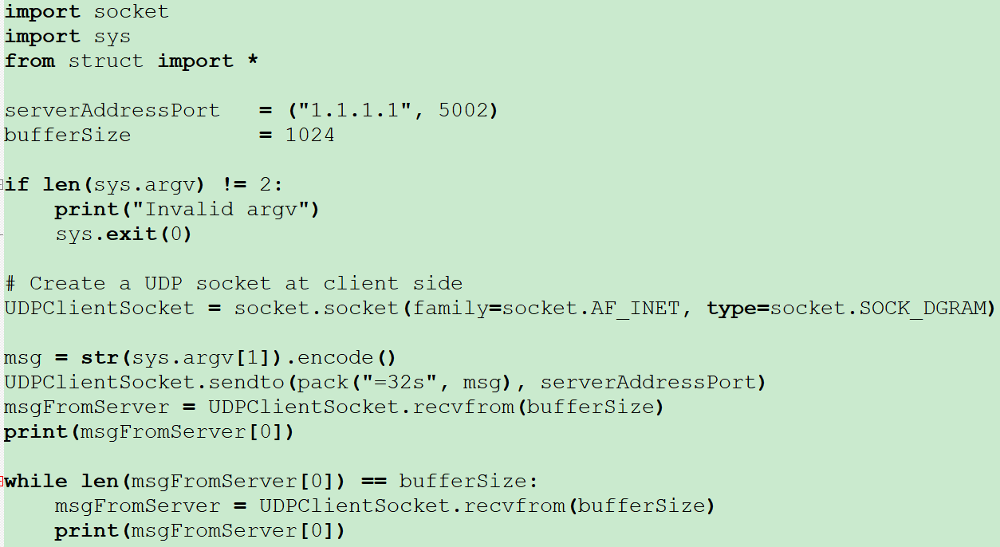 import socket
import sys
from struct import *

serverAddressPort   = ("1.1.1.1", 5002)
bufferSize          = 1024

if len(sys.argv) != 2:
    print("Invalid argv")
    sys.exit(0)

# Create a UDP socket at client side
UDPClientSocket = socket.socket(family=socket.AF_INET, type=socket.SOCK_DGRAM)

msg = str(sys.argv[1]).encode()
UDPClientSocket.sendto(pack("=32s", msg), serverAddressPort)
msgFromServer = UDPClientSocket.recvfrom(bufferSize)
print(msgFromServer[0])

while len(msgFromServer[0]) == bufferSize:
    msgFromServer = UDPClientSocket.recvfrom(bufferSize)
    print(msgFromServer[0])